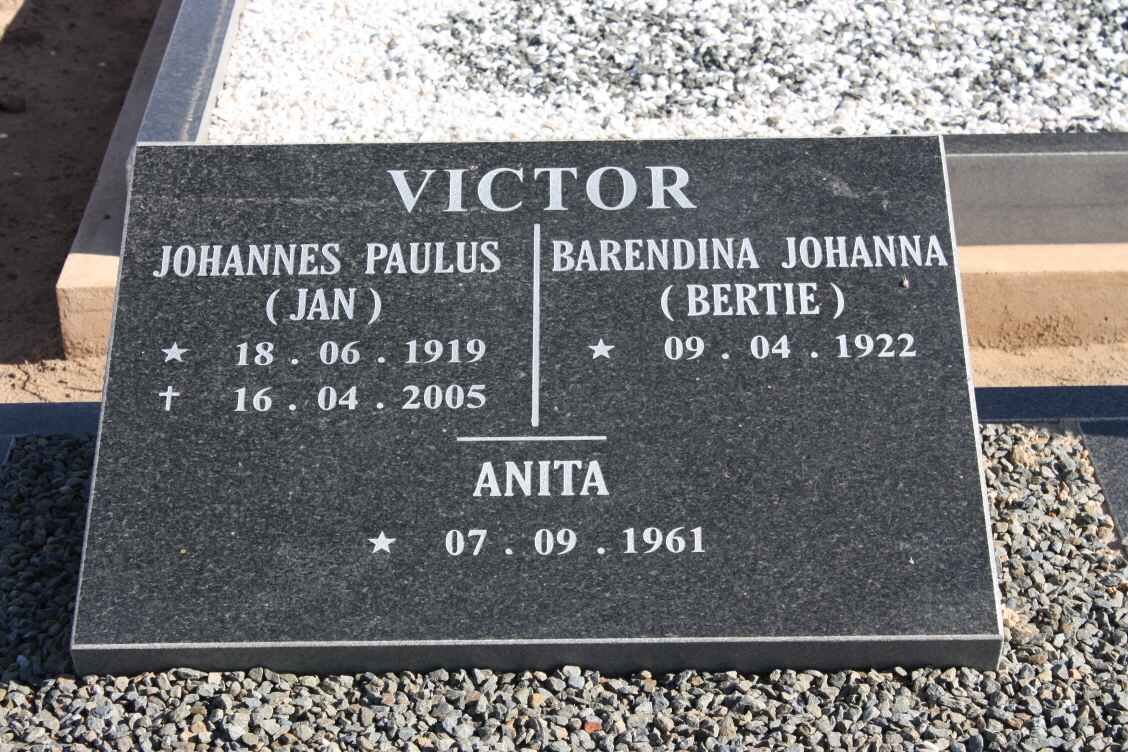 VICTOR
JOHANNES PAULUS
(JAN)
★ 18 . 06 . 1919
✝ 16 . 04 . 2005
BARENDINA JOHANNA
(BERTIE)
★ 09 . 04 . 1922
ANITA
★ 07 . 09 . 1961